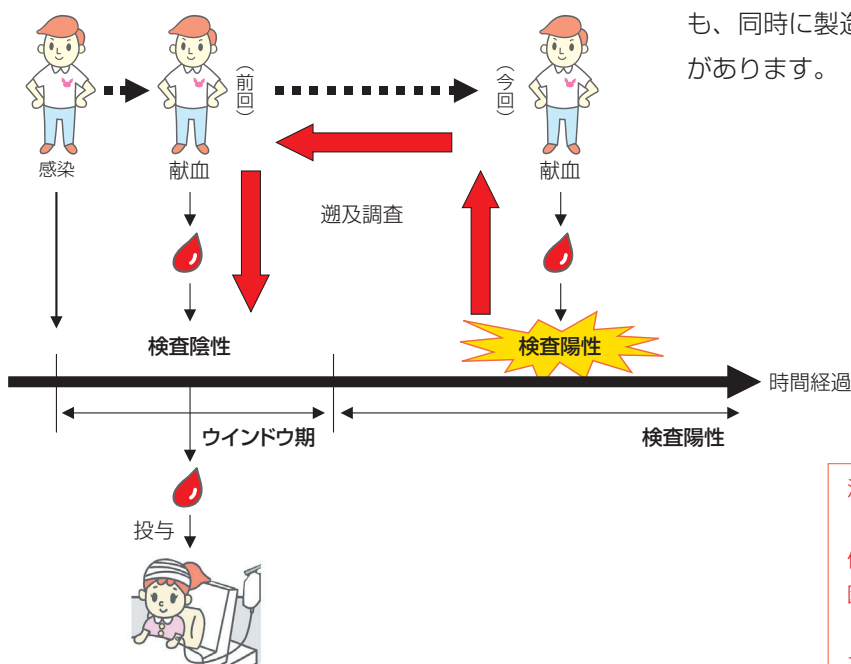 も、同時に製造
があります。
（前回）
（今回）
感染
献血
献血
遡及調査
検査陰性
検査陽性
時間経過
ウインドウ期
検査陽性
投与